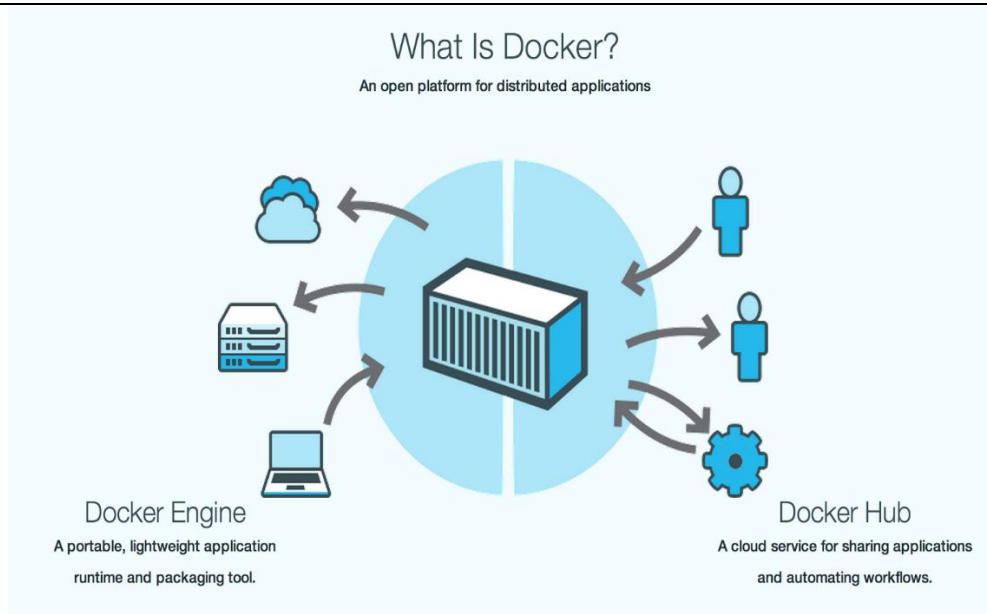 What Is Docker?
An open platform for distributed applications
Docker Engine
A portable, lightweight application
runtime and packaging tool.
Docker Hub
A cloud service for sharing applications
and automating workflows.